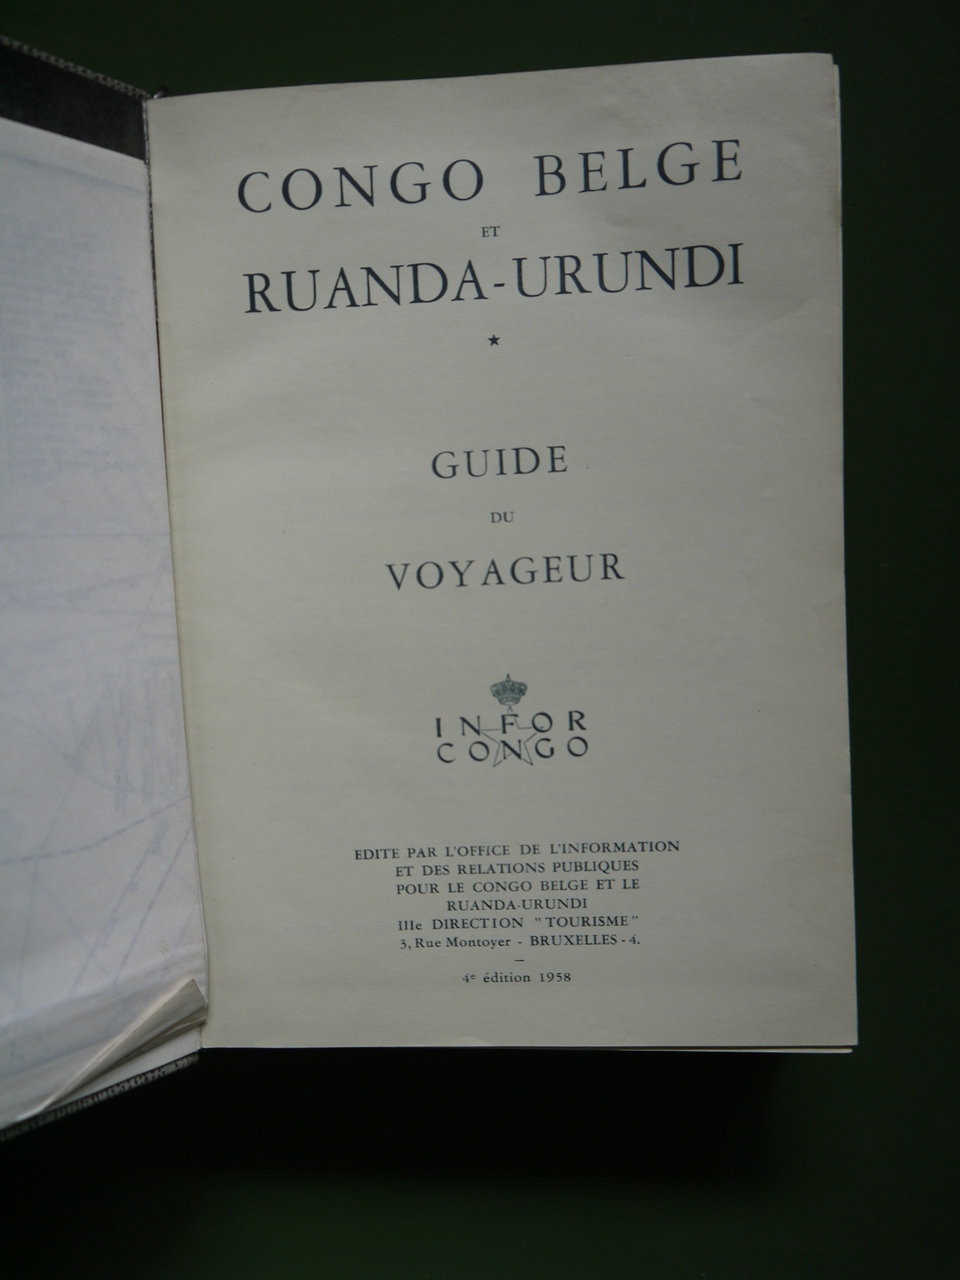 CONGO BELGE
ET
RUANDA-URUNDI
★
GUIDE
DU
VOYAGEUR
INFOR
CONGO
EDITE PAR L'OFFICE DE L'INFORMATION
ET DES RELATIONS PUBLIQUES
POUR LE CONGO BELGE ET LE
RUANDA-URUNDI
IIIe DIRECTION "TOURISME"
3, Rue Montoyer - BRUXELLES - 4.
—
4e édition 1958